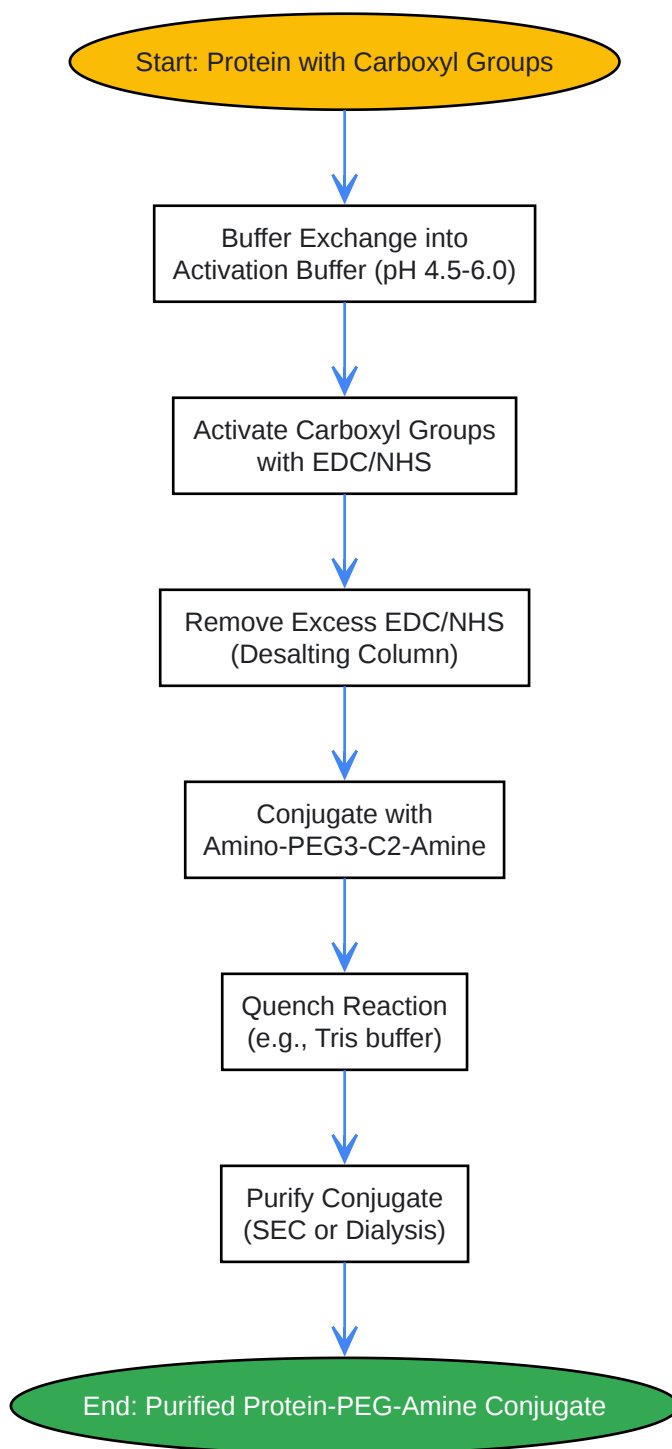 Start: Protein with Carboxyl Groups
Buffer Exchange into
Activation Buffer (pH 4.5-6.0)
Activate Carboxyl Groups
with EDC/NHS
Remove Excess EDC/NHS
(Desalting Column)
Conjugate with
Amino-PEG3-C2-Amine
Quench Reaction
(e.g., Tris buffer)
Purify Conjugate
(SEC or Dialysis)
End: Purified Protein-PEG-Amine Conjugate